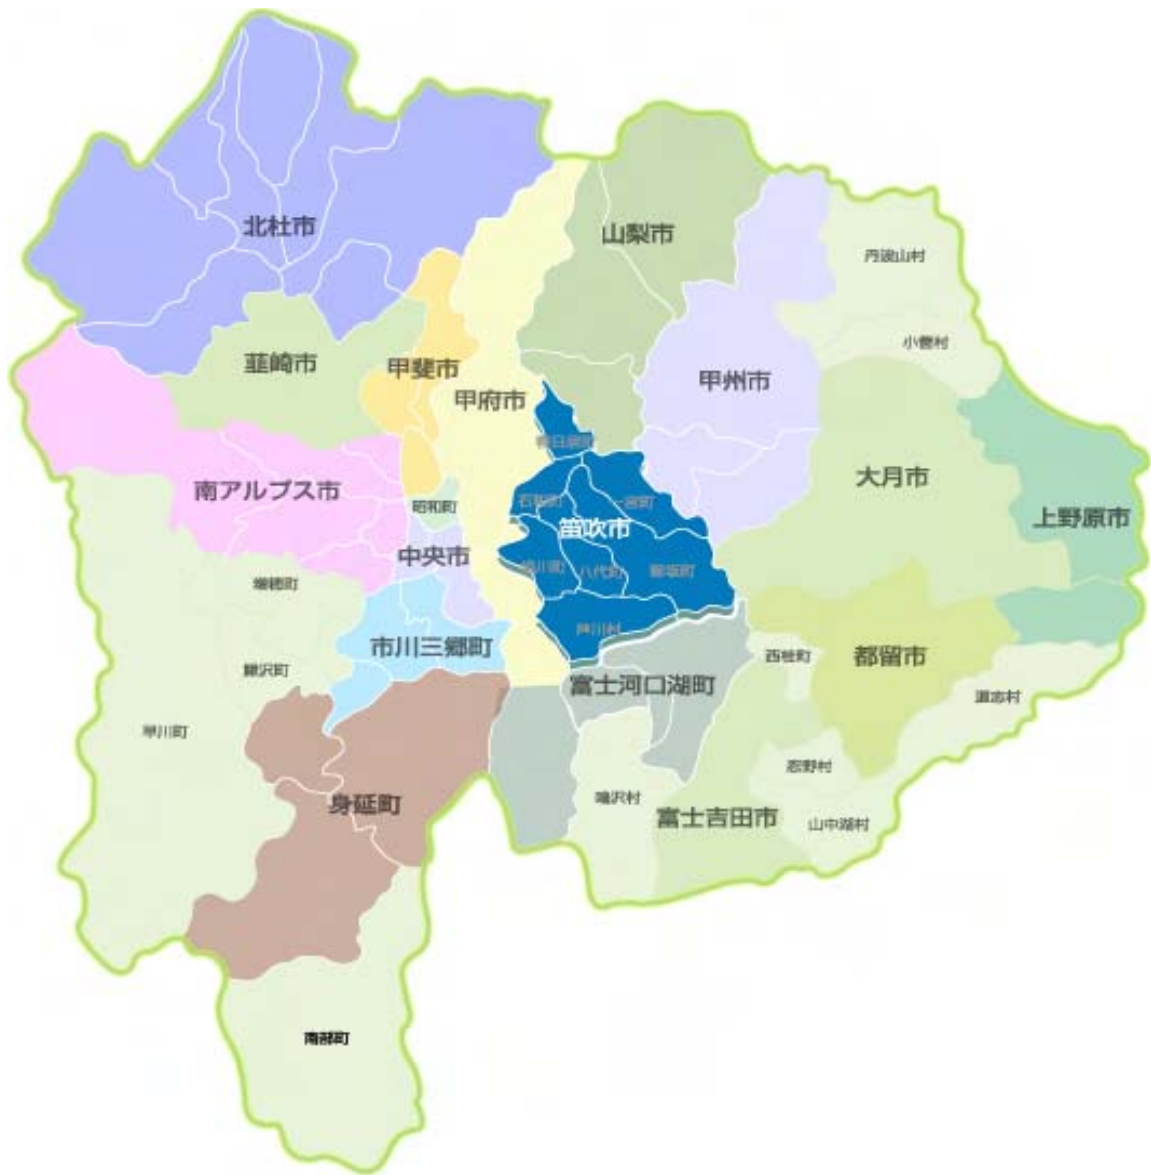 北杜市
山梨市
丹波山村
小菅村
韮崎市
甲斐市
甲州市
甲府市
春日居町
大月市
南アルプス市
石和町
一宮町
昭和町
上野原市
笛吹市
中央市
境川町
八代町
御坂町
増穂町
芦川村
市川三郷町
西桂町
都留市
鰍沢町
富士河口湖町
道志村
早川町
忍野村
鳴沢村
身延町
富士吉田市
山中湖村
南部町